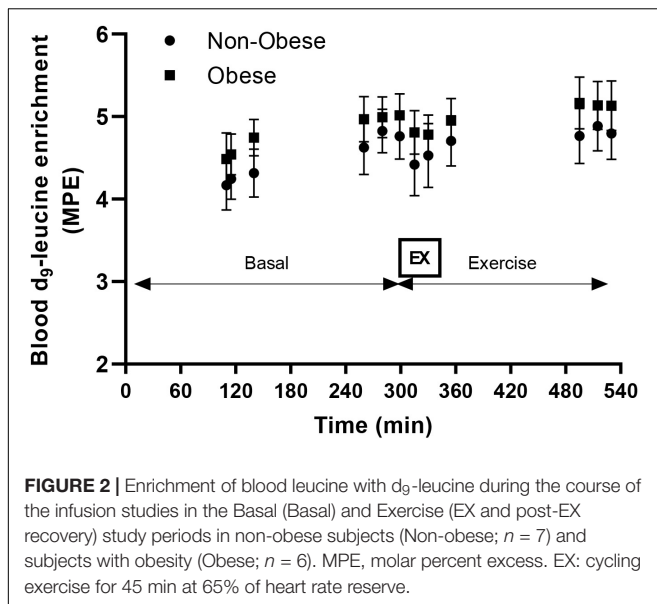 6
Non-Obese
Obese
5
4
3
2
Blood d₉-leucine enrichment
(MPE)
EX
Basal
Exercise
0 60 120 180 240 300 360 420 480 540
Time (min)
FIGURE 2 | Enrichment of blood leucine with d₉-leucine during the course of
the infusion studies in the Basal (Basal) and Exercise (EX and post-EX
recovery) study periods in non-obese subjects (Non-obese; n = 7) and
subjects with obesity (Obese; n = 6). MPE, molar percent excess. EX: cycling
exercise for 45 min at 65% of heart rate reserve.